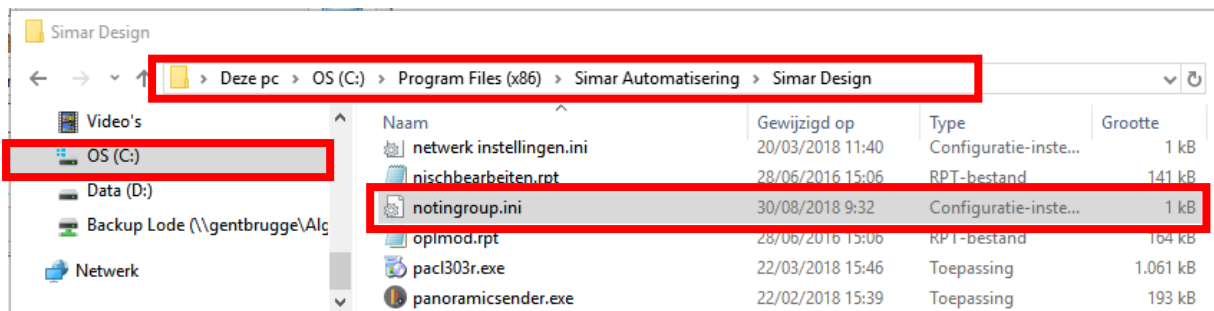 Simar Design
Deze pc > OS (C:) > Program Files (x86) > Simar Automatisering > Simar Design
Video's
OS (C:)
Data (D:)
Backup Lode (\\gentbrugge\Alg
Netwerk
Naam Gewijzigd op Type Grootte
netwerk instellingen.ini 20/03/2018 11:40 Configuratie-inste... 1 kB
nischbearbeiten.rpt 28/06/2016 15:06 RPT-bestand 141 kB
notingroup.ini 30/08/2018 9:32 Configuratie-inste... 1 kB
oplmod.rpt 28/06/2016 15:06 RPT-bestand 164 kB
pacl303r.exe 22/03/2018 15:46 Toepassing 1.061 kB
panoramicsender.exe 22/02/2018 15:39 Toepassing 193 kB